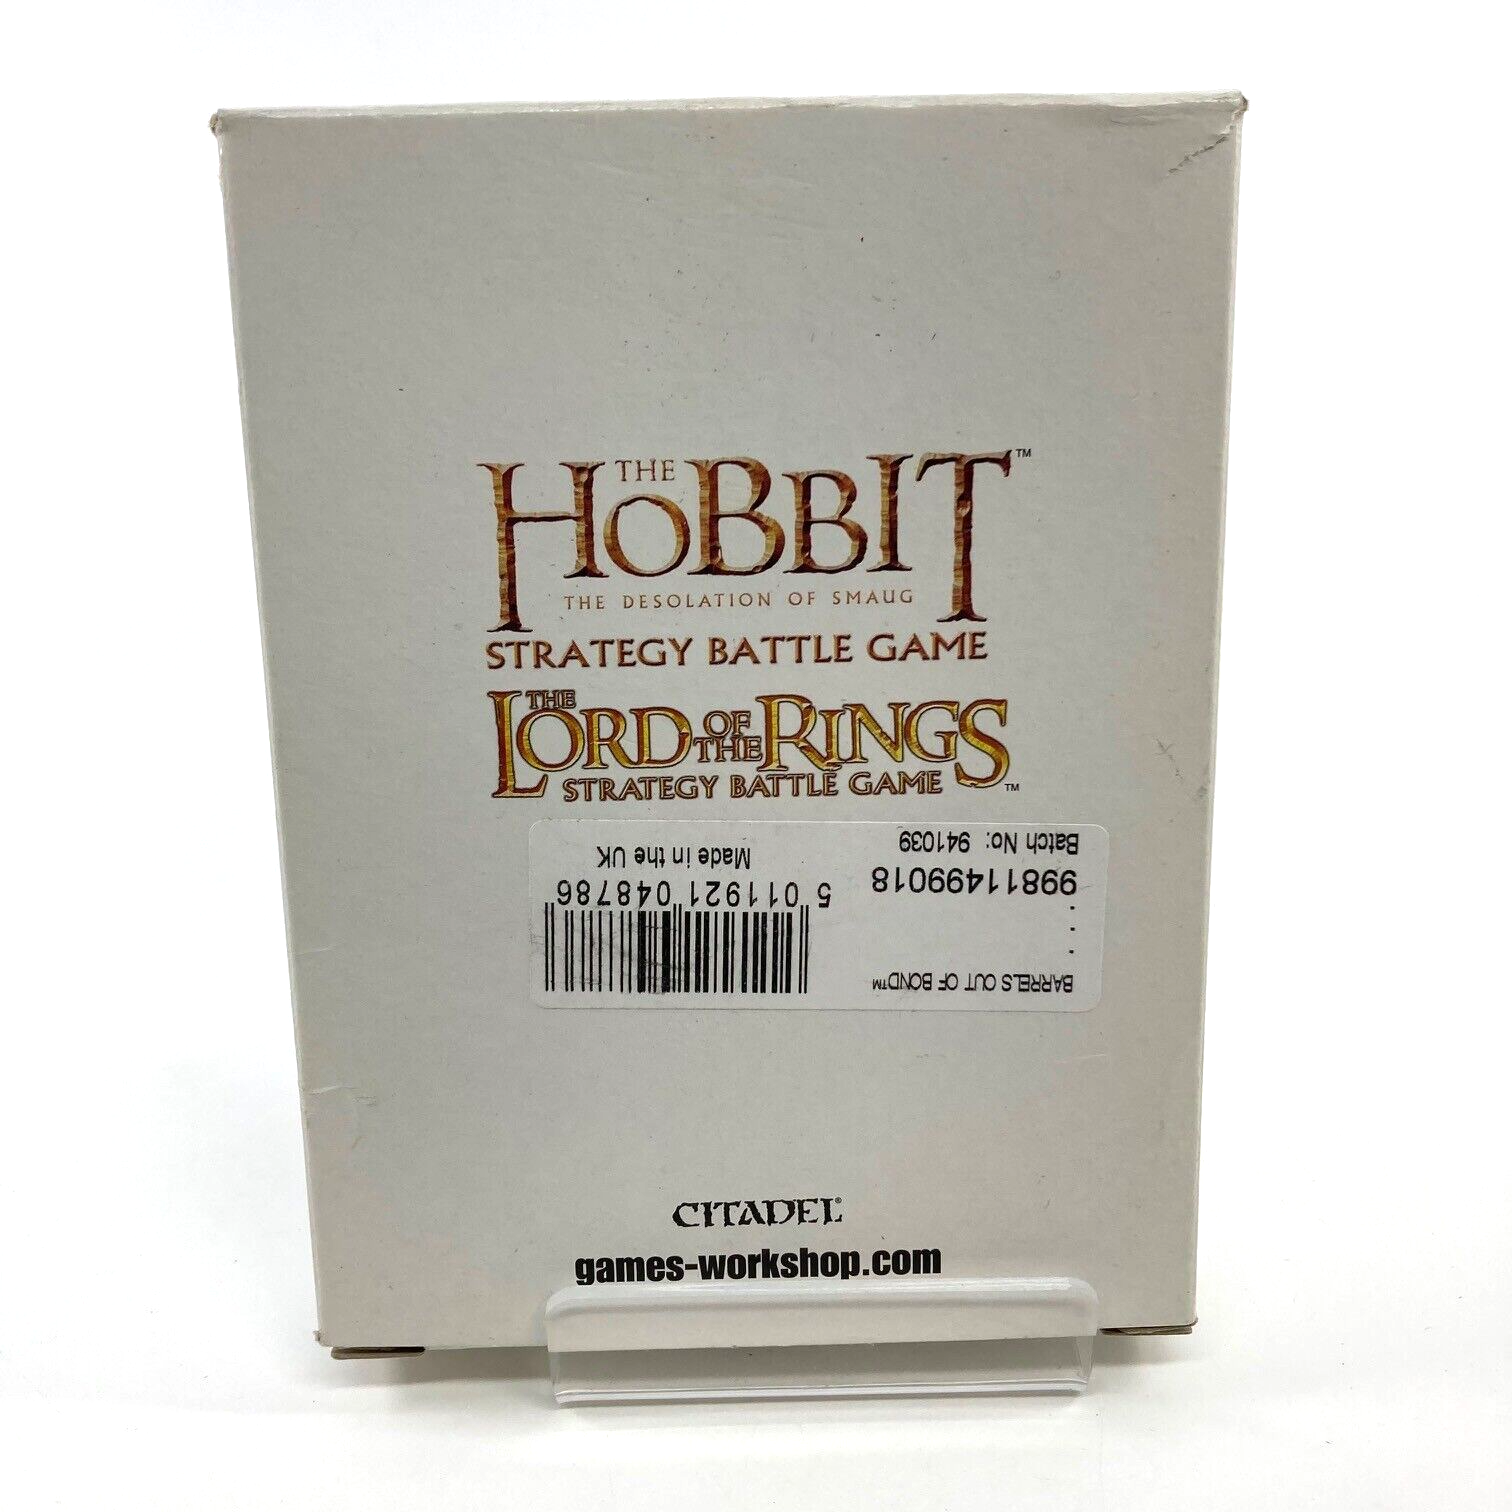 THE
HOBBIT™
THE DESOLATION OF SMAUG
STRATEGY BATTLE GAME
THE LORD OF THE RINGS
STRATEGY BATTLE GAME™
BARRELS OUT OF BOND™
99811499018
Batch No: 941039
5 011921 048786
Made in the UK
CITADEL®
games-workshop.com